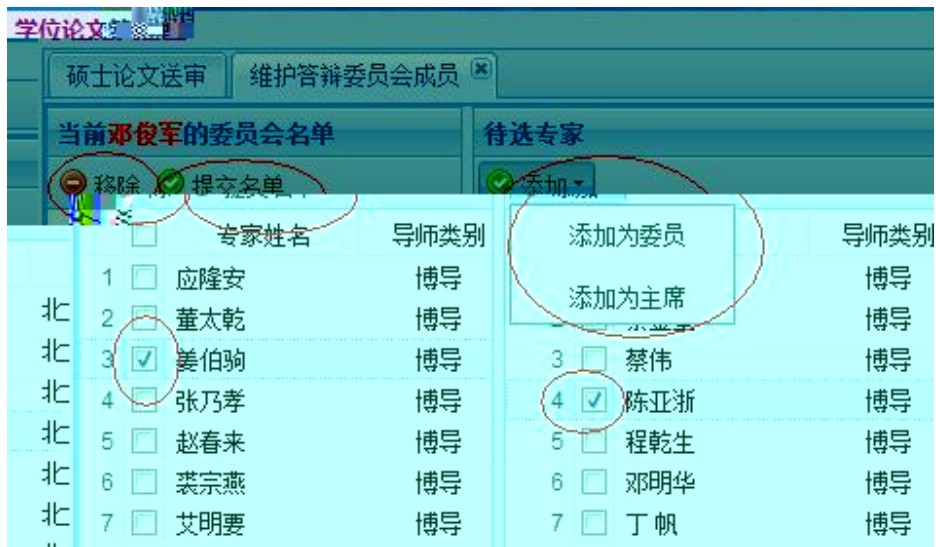 学位论文
硕士论文送审 维护答辩委员会成员
当前邓俊军的委员会名单 待选专家
移除 提交名单 添加
专家姓名 导师类别 添加为委员 导师类别
1 应隆安 博导 博导
添加为主席
2 董太乾 博导 博导
3 姜伯驹 博导 3 蔡伟 博导
4 张乃孝 博导 4 陈亚浙 博导
5 赵春来 博导 5 程乾生 博导
6 裘宗燕 博导 6 邓明华 博导
7 艾明要 博导 7 丁帆 博导
北
北
北
北
北
北